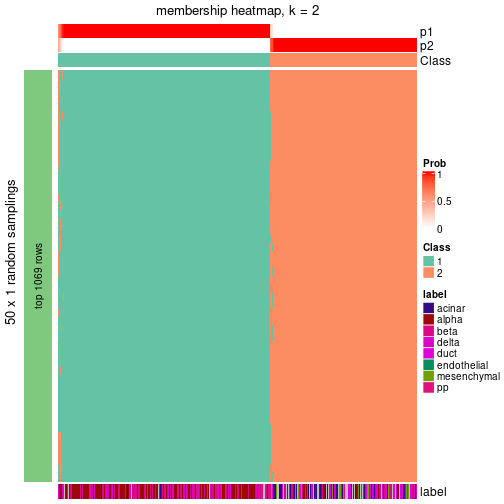 membership heatmap, k = 2
p1
p2
Class
50 x 1 random samplings
top 1069 rows
Prob
1
0.5
0
Class
1
2
label
acinar
alpha
beta
delta
duct
endothelial
mesenchymal
pp
label